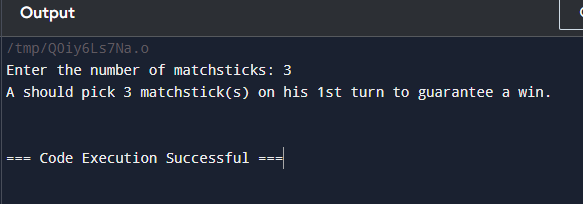 Output
/tmp/QOiy6Ls7Na.o
Enter the number of matchsticks: 3
A should pick 3 matchstick(s) on his 1st turn to guarantee a win.
=== Code Execution Successful ===